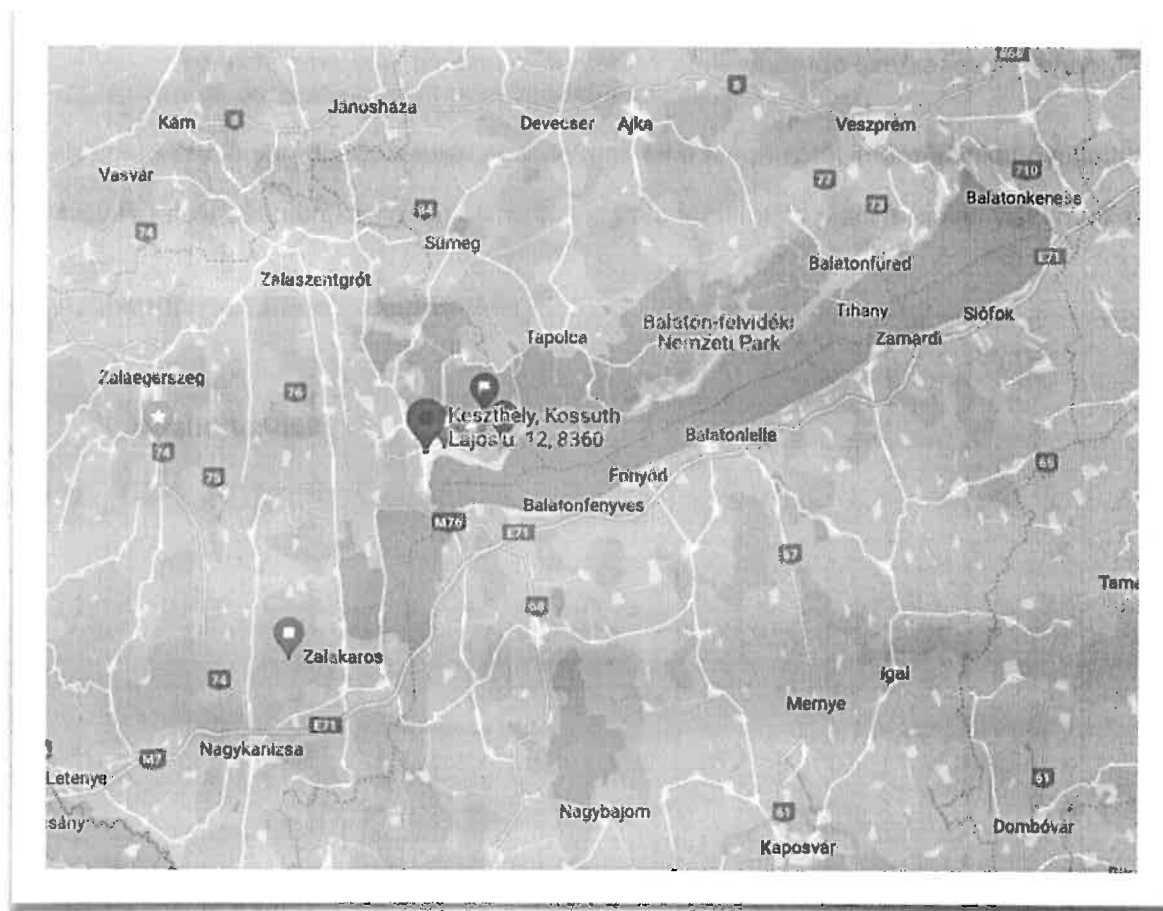 Jánosháza
Kám
8
Devecser
Ajka
8
Veszprém
Vasvár
84
77
73
710
Balatonkenese
74
Sümeg
Balatonfüred
E71
Zalaszentgrót
Tihany
Siófok
Tapolca
Balaton-felvidéki
Nemzeti Park
Zamárdi
Zalaegerszeg
76
Keszthely, Kossuth
Lajos u. 12, 8360
Balatonlelle
74
75
Fonyód
65
Balatonfenyves
M76
E71
67
68
Zalakaros
74
Igal
Mernye
E71
Nagykanizsa
M7
Letenye
61
Nagybajom
61
Dombóvár
Kaposvár